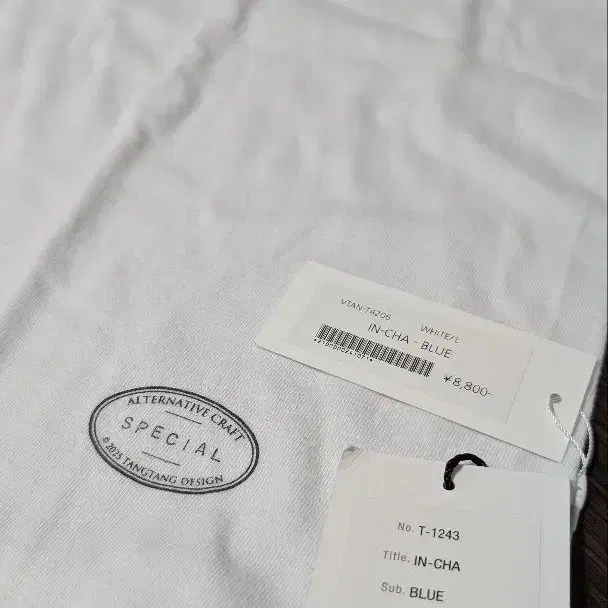 VTAN-T4206 WHITE/L
IN-CHA - BLUE
¥8,800-
ALTERNATIVE CRAFT
SPECIAL
© 2025 TANGTANG DESIGN
No. T-1243
Title. IN-CHA
Sub. BLUE